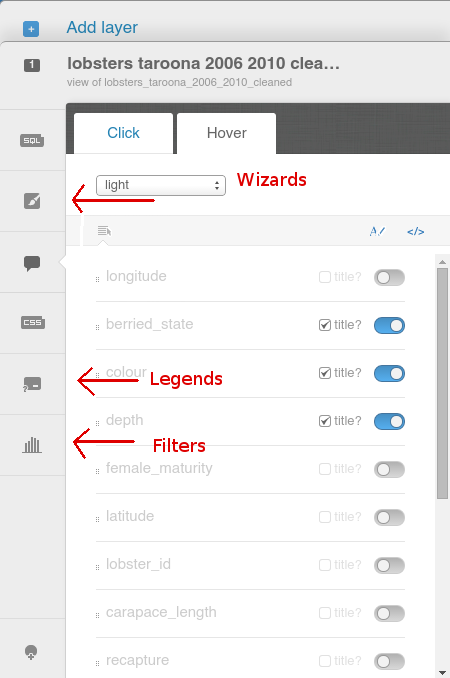 Add layer
1
lobsters taroona 2006 2010 clea…
view of lobsters_taroona_2006_2010_cleaned
Click
Hover
SQL
light
Wizards
A
</>
longitude
title?
berried_state
title?
CSS
colour
title?
Legends
?
depth
title?
Filters
female_maturity
title?
latitude
title?
lobster_id
title?
carapace_length
title?
recapture
title?